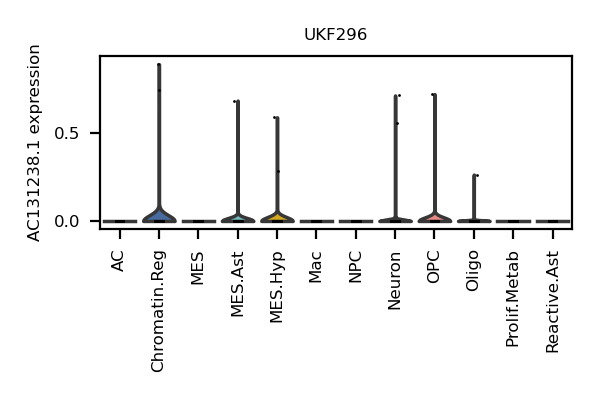 UKF296
AC131238.1 expression
0.5
0.0
AC
Chromatin.Reg
MES
MES.Ast
MES.Hyp
Mac
NPC
Neuron
OPC
Oligo
Prolif.Metab
Reactive.Ast